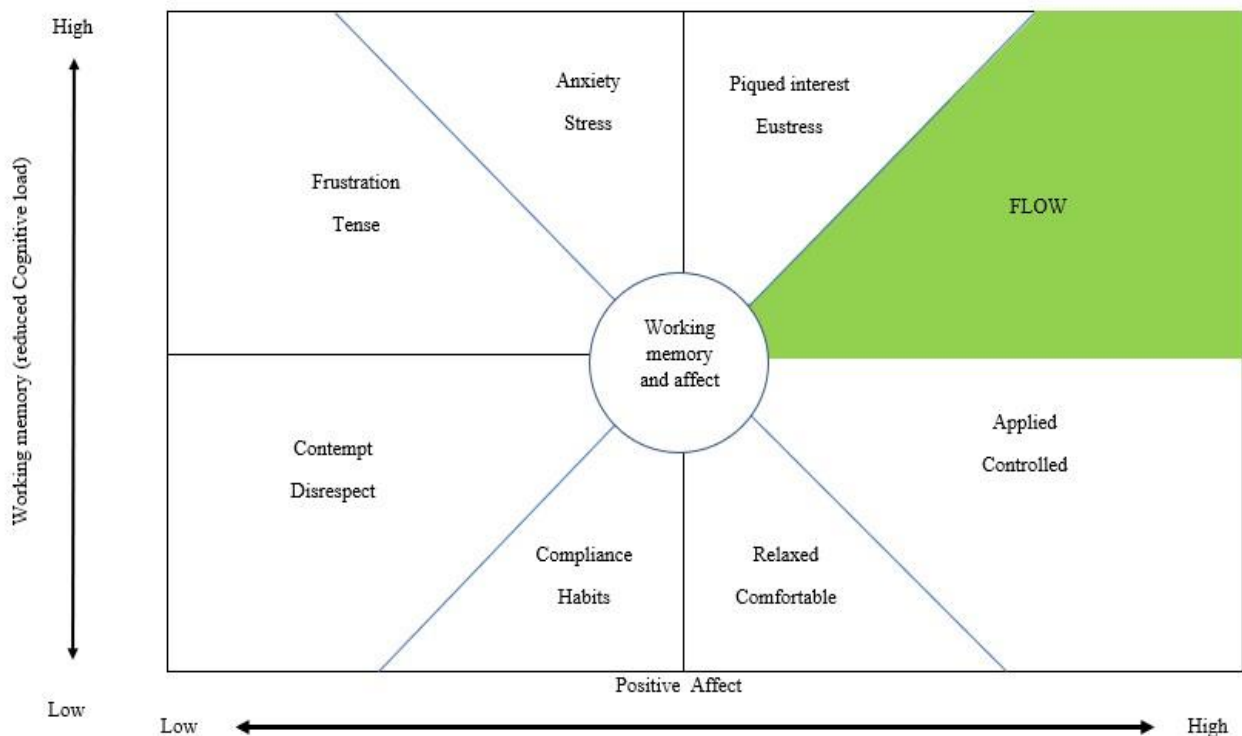 High
Anxiety
Stress
Piqued interest
Eustress
Frustration
Tense
FLOW
Working memory (reduced Cognitive load)
Working
memory
and affect
Contempt
Disrespect
Applied
Controlled
Compliance
Habits
Relaxed
Comfortable
Positive Affect
Low
Low
High